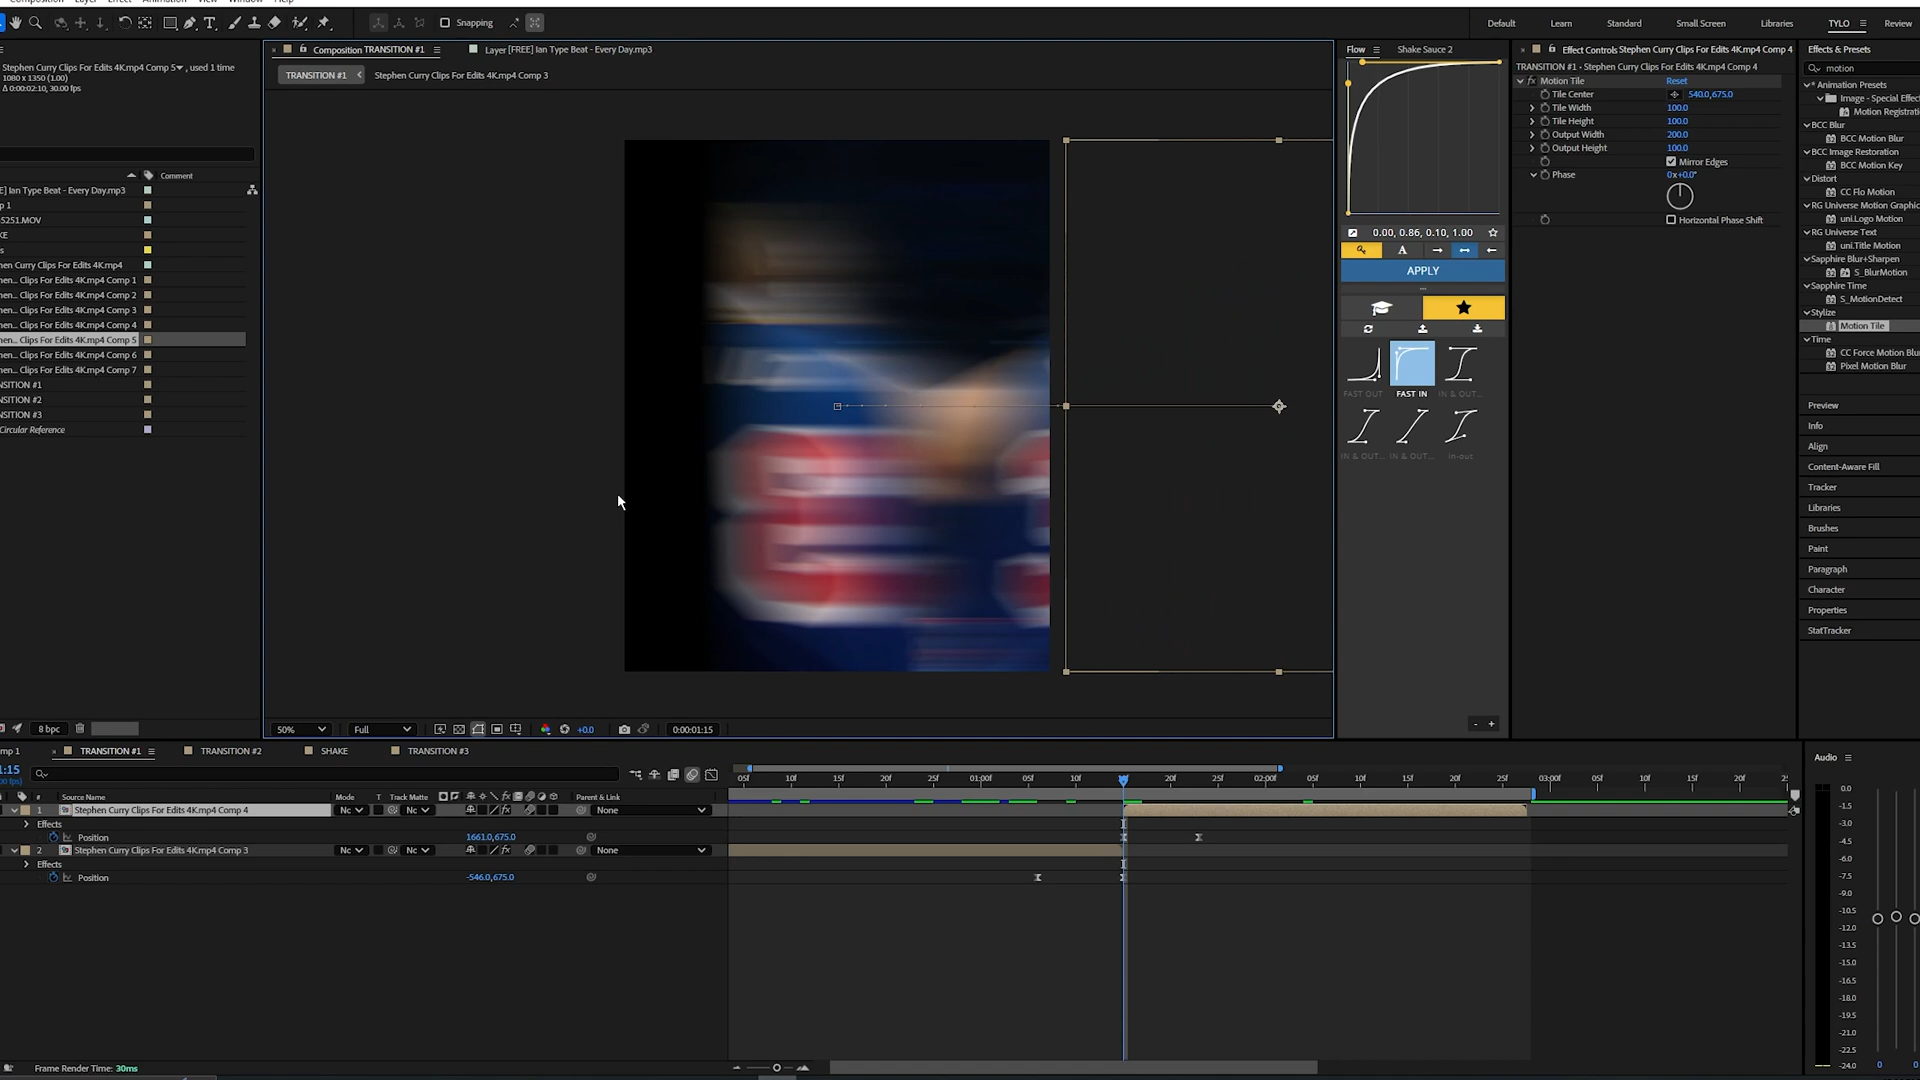 Composition Layer Effect Animation View Window Help
Snapping
Default Learn Standard Small Screen Libraries TYLO Review
Stephen Curry Clips For Edits 4K.mp4 Comp 5 , used 1 time
1080 x 1350 (1.00)
Δ 0:00:02:10, 30.00 fps
Comment
E] Ian Type Beat - Every Day.mp3
p 1
5251.MOV
KE
s
hen Curry Clips For Edits 4K.mp4
hen... Clips For Edits 4K.mp4 Comp 1
hen... Clips For Edits 4K.mp4 Comp 2
hen... Clips For Edits 4K.mp4 Comp 3
hen... Clips For Edits 4K.mp4 Comp 4
hen... Clips For Edits 4K.mp4 Comp 5
hen... Clips For Edits 4K.mp4 Comp 6
hen... Clips For Edits 4K.mp4 Comp 7
NSITION #1
NSITION #2
NSITION #3
Circular Reference
8 bpc
Composition TRANSITION #1
Layer [FREE] Ian Type Beat - Every Day.mp3
TRANSITION #1
Stephen Curry Clips For Edits 4K.mp4 Comp 3
50% Full +0.0 0:00:01:15
Flow Shake Sauce 2
0.00, 0.86, 0.10, 1.00
A
APPLY
...
FAST OUT FAST IN IN & OUT...
IN & OUT... IN & OUT... in-out
- +
Effect Controls Stephen Curry Clips For Edits 4K.mp4 Comp 4
TRANSITION #1 • Stephen Curry Clips For Edits 4K.mp4 Comp 4
fx Motion Tile Reset
Tile Center 540.0,675.0
Tile Width 100.0
Tile Height 100.0
Output Width 200.0
Output Height 100.0
Mirror Edges
Phase 0x+0.0°
Horizontal Phase Shift
Effects & Presets
motion
* Animation Presets
Image - Special Effec
Motion Registrati
BCC Blur
BCC Motion Blur
BCC Image Restoration
BCC Motion Key
Distort
CC Flo Motion
RG Universe Motion Graphic
uni.Logo Motion
RG Universe Text
uni.Title Motion
Sapphire Blur+Sharpen
S_BlurMotion
Sapphire Time
S_MotionDetect
Stylize
Motion Tile
Time
CC Force Motion Blu
Pixel Motion Blur
Preview
Info
Align
Content-Aware Fill
Tracker
Libraries
Brushes
Paint
Paragraph
Character
Properties
StatTracker
mp 1 TRANSITION #1 TRANSITION #2 SHAKE TRANSITION #3
1:15
05f 10f 15f 20f 25f 01:00f 05f 10f 20f 25f 02:00f 05f 10f 15f 20f 25f 03:00f 05f 10f 15f 20f
# Source Name Mode T Track Matte fx Parent & Link
1 Stephen Curry Clips For Edits 4K.mp4 Comp 4 Nc Nc fx None
Effects
Position 1661.0,675.0
2 Stephen Curry Clips For Edits 4K.mp4 Comp 3 Nc Nc fx None
Effects
Position -546.0,675.0
Frame Render Time: 30ms
Audio
0.0
-1.5
-3.0
-4.5
-6.0
-7.5
-9.0
-10.5
-12.0
-13.5
-15.0
-16.5
-18.0
-19.5
-21.0
-22.5
-24.0
0 0